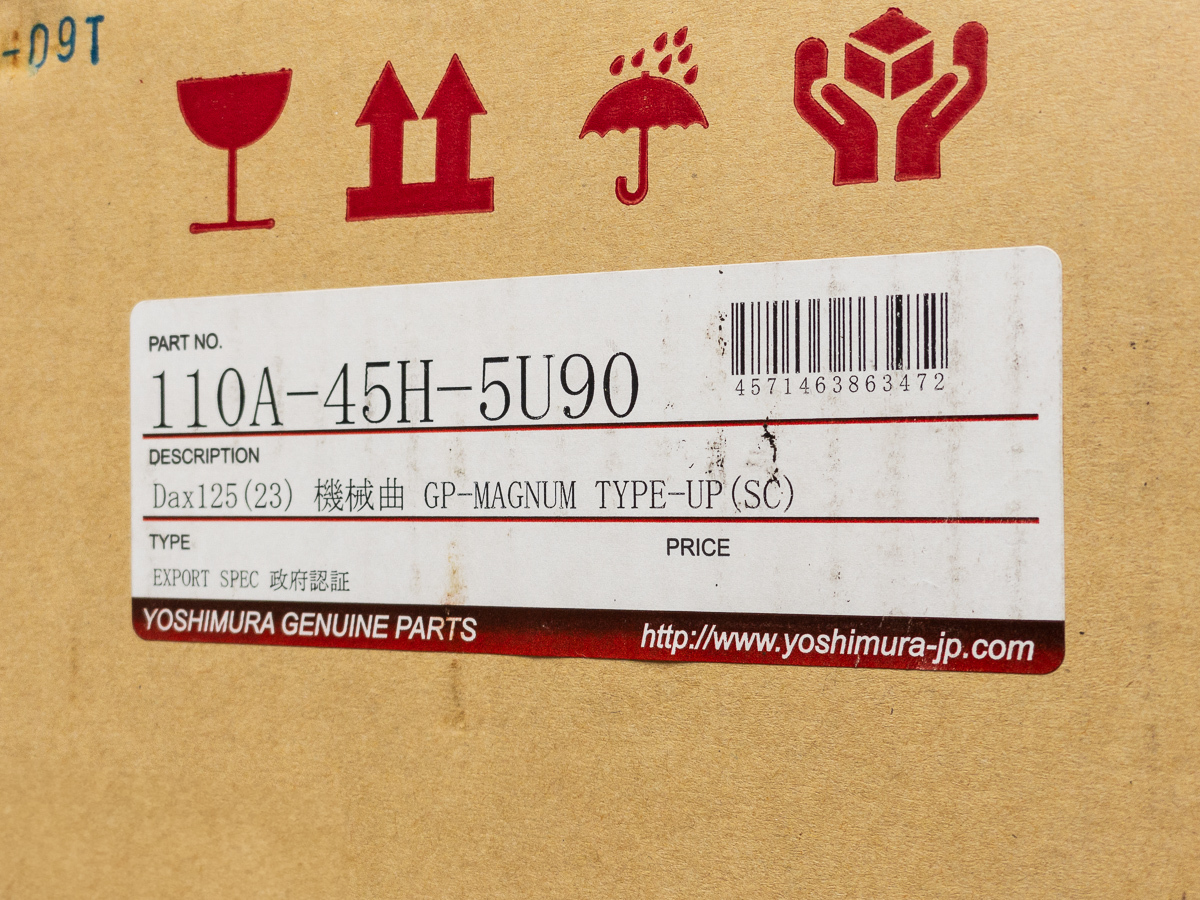 -09T
PART NO.
110A-45H-5U90
4571463863472
DESCRIPTION
Dax125(23) 機械曲 GP-MAGNUM TYPE-UP(SC)
TYPE
PRICE
EXPORT SPEC 政府認証
YOSHIMURA GENUINE PARTS
http://www.yoshimura-jp.com